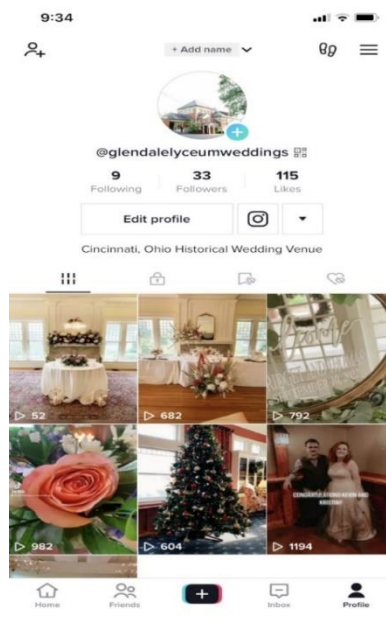 9:34
+ Add name
@glendalelyceumweddings
9 33 115
Following Followers Likes
Edit profile
Cincinnati, Ohio Historical Wedding Venue
52 682 792
982 604 1194
Home Friends Inbox Profile